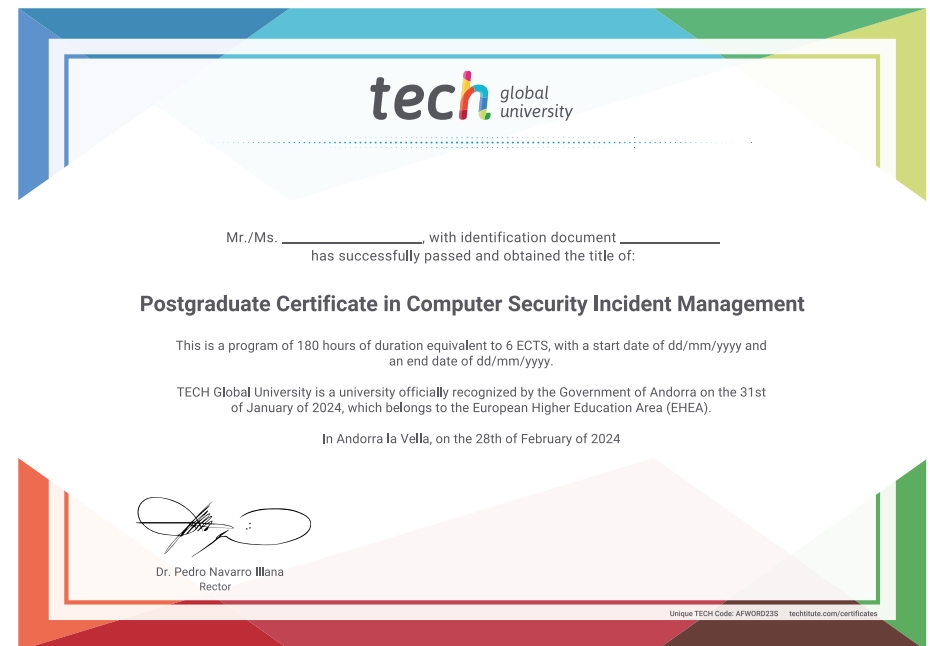 tech global
university
Mr./Ms. ____________________, with identification document ______________
has successfully passed and obtained the title of:
Postgraduate Certificate in Computer Security Incident Management
This is a program of 180 hours of duration equivalent to 6 ECTS, with a start date of dd/mm/yyyy and
an end date of dd/mm/yyyy.
TECH Global University is a university officially recognized by the Government of Andorra on the 31st
of January of 2024, which belongs to the European Higher Education Area (EHEA).
In Andorra la Vella, on the 28th of February of 2024
Dr. Pedro Navarro Illana
Rector
Unique TECH Code: AFWORD23S techtitute.com/certificates